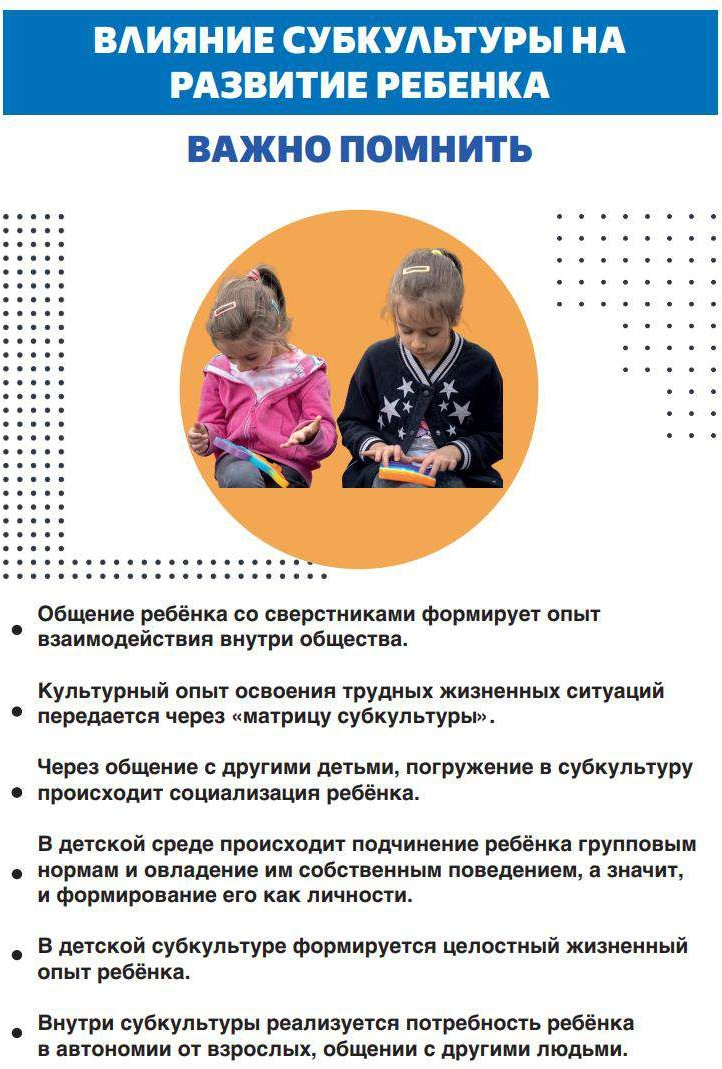 ВЛИЯНИЕ СУБКУЛЬТУРЫ НА
РАЗВИТИЕ РЕБЕНКА
ВАЖНО ПОМНИТЬ
• Общение ребёнка со сверстниками формирует опыт
взаимодействия внутри общества.
• Культурный опыт освоения трудных жизненных ситуаций
передается через «матрицу субкультуры».
• Через общение с другими детьми, погружение в субкультуру
происходит социализация ребёнка.
• В детской среде происходит подчинение ребёнка групповым
нормам и овладение им собственным поведением, а значит,
и формирование его как личности.
• В детской субкультуре формируется целостный жизненный
опыт ребёнка.
• Внутри субкультуры реализуется потребность ребёнка
в автономии от взрослых, общении с другими людьми.